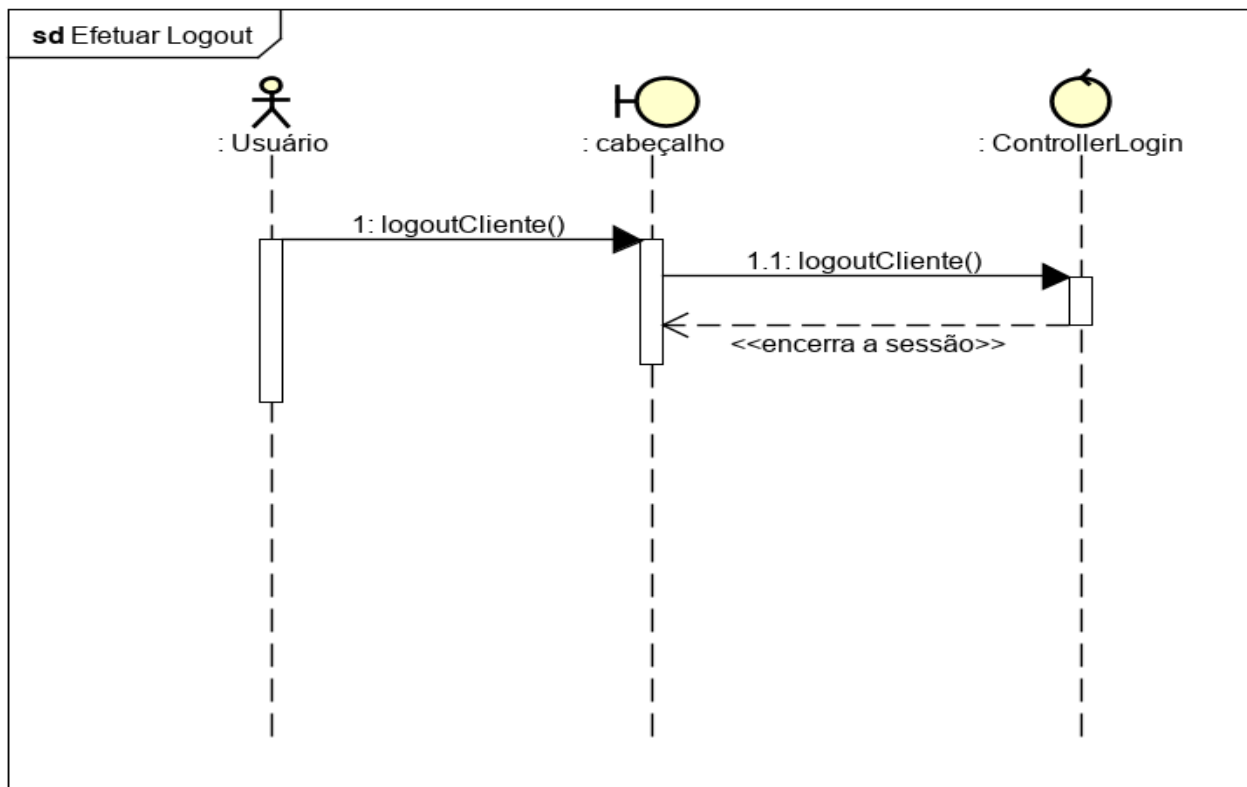 sd Efetuar Logout
: Usuário
: cabeçalho
: ControllerLogin
1: logoutCliente()
1.1: logoutCliente()
<<encerra a sessão>>